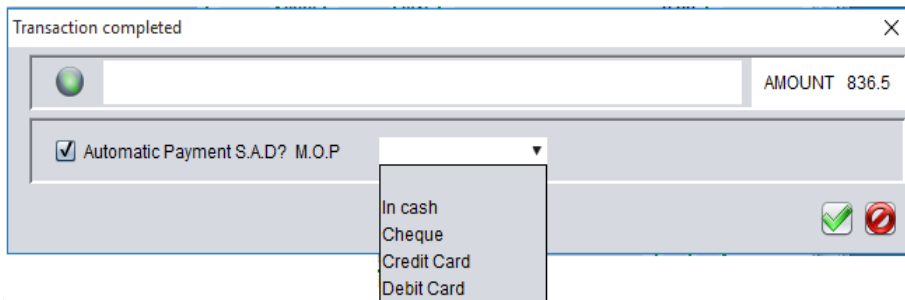 Transaction completed
AMOUNT 836.5
Automatic Payment S.A.D? M.O.P
In cash
Cheque
Credit Card
Debit Card